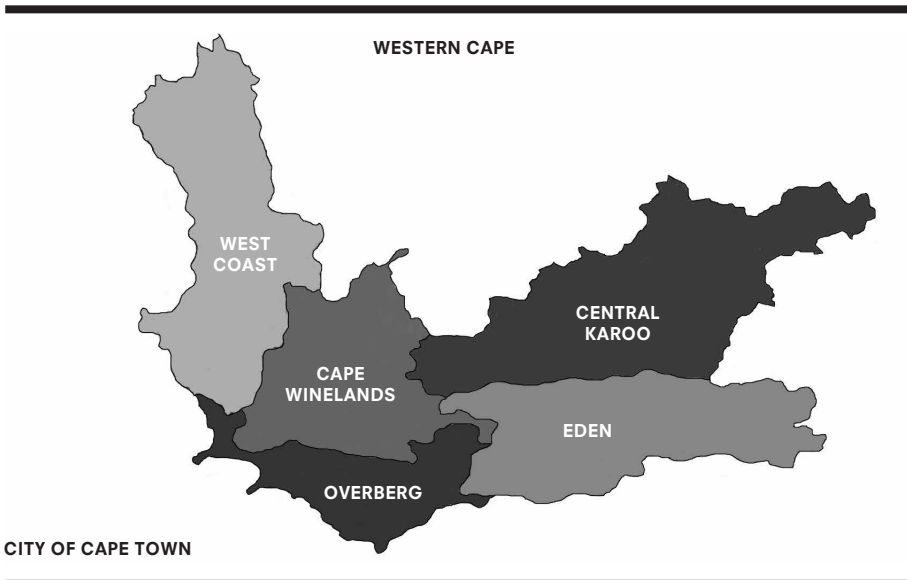 WESTERN CAPE
WEST
COAST
CENTRAL
KAROO
CAPE
WINELANDS
EDEN
OVERBERG
CITY OF CAPE TOWN